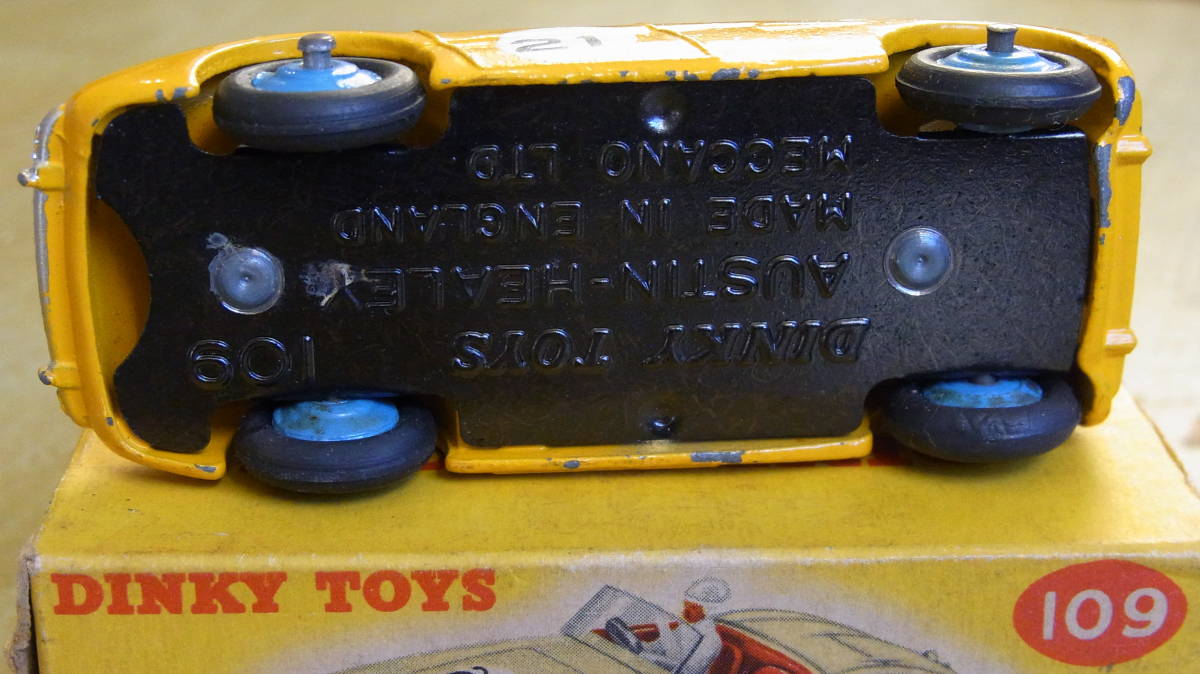 21
DINKY TOYS
AUSTIN-HEALEY
MADE IN ENGLAND
MECCANO LTD
109
DINKY TOYS
109